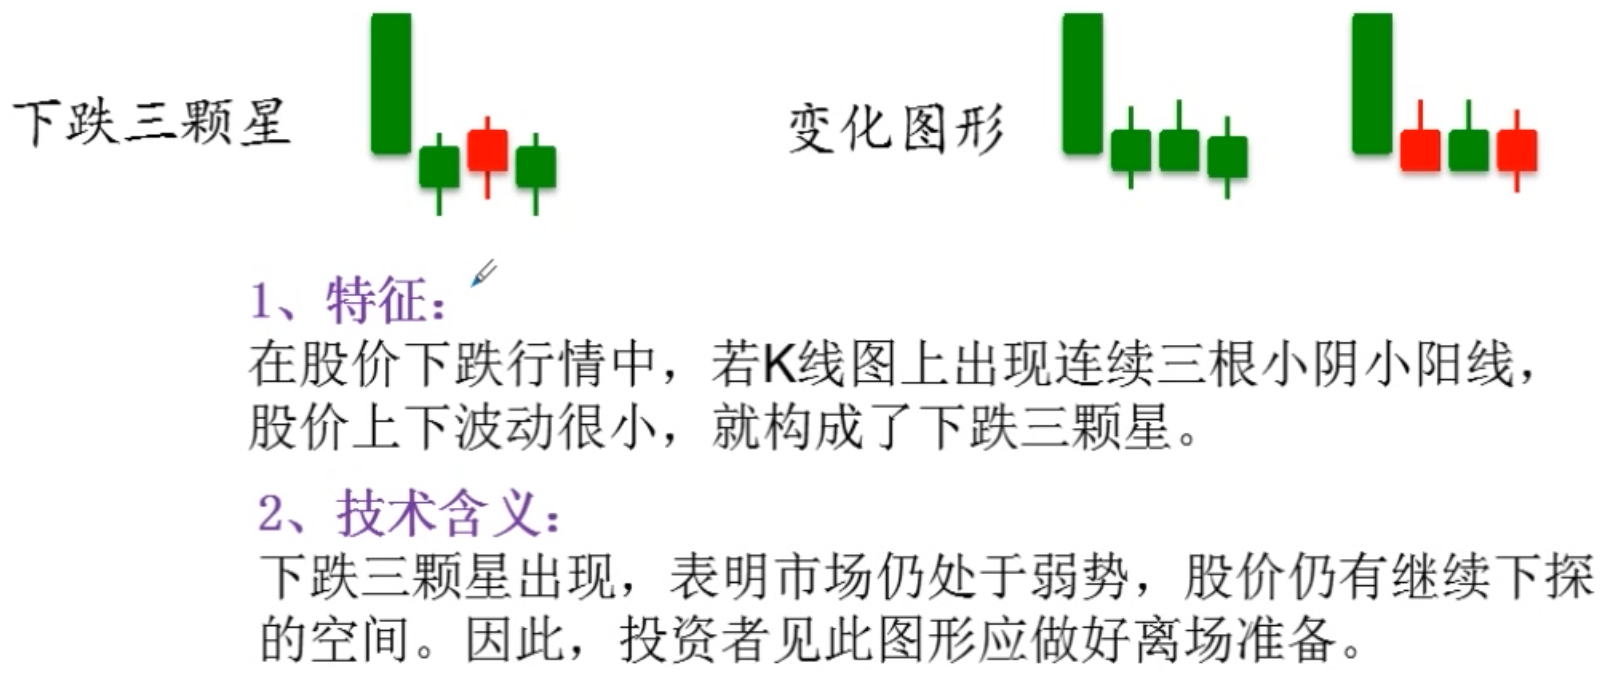 下跌三颗星
变化图形
1、特征：
在股价下跌行情中，若K线图上出现连续三根小阴小阳线，
股价上下波动很小，就构成了下跌三颗星。
2、技术含义：
下跌三颗星出现，表明市场仍处于弱势，股价仍有继续下探
的空间。因此，投资者见此图形应做好离场准备。